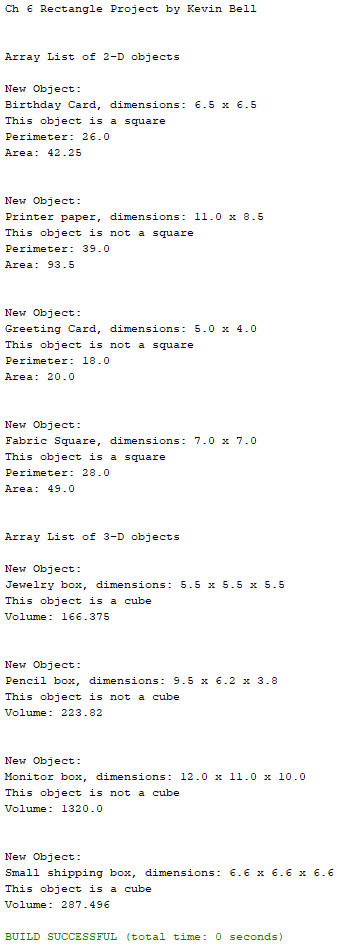 Ch 6 Rectangle Project by Kevin Bell
Array List of 2-D objects
New Object:
Birthday Card, dimensions: 6.5 x 6.5
This object is a square
Perimeter: 26.0
Area: 42.25
New Object:
Printer paper, dimensions: 11.0 x 8.5
This object is not a square
Perimeter: 39.0
Area: 93.5
New Object:
Greeting Card, dimensions: 5.0 x 4.0
This object is not a square
Perimeter: 18.0
Area: 20.0
New Object:
Fabric Square, dimensions: 7.0 x 7.0
This object is a square
Perimeter: 28.0
Area: 49.0
Array List of 3-D objects
New Object:
Jewelry box, dimensions: 5.5 x 5.5 x 5.5
This object is a cube
Volume: 166.375
New Object:
Pencil box, dimensions: 9.5 x 6.2 x 3.8
This object is not a cube
Volume: 223.82
New Object:
Monitor box, dimensions: 12.0 x 11.0 x 10.0
This object is not a cube
Volume: 1320.0
New Object:
Small shipping box, dimensions: 6.6 x 6.6 x 6.6
This object is a cube
Volume: 287.496
BUILD SUCCESSFUL (total time: 0 seconds)